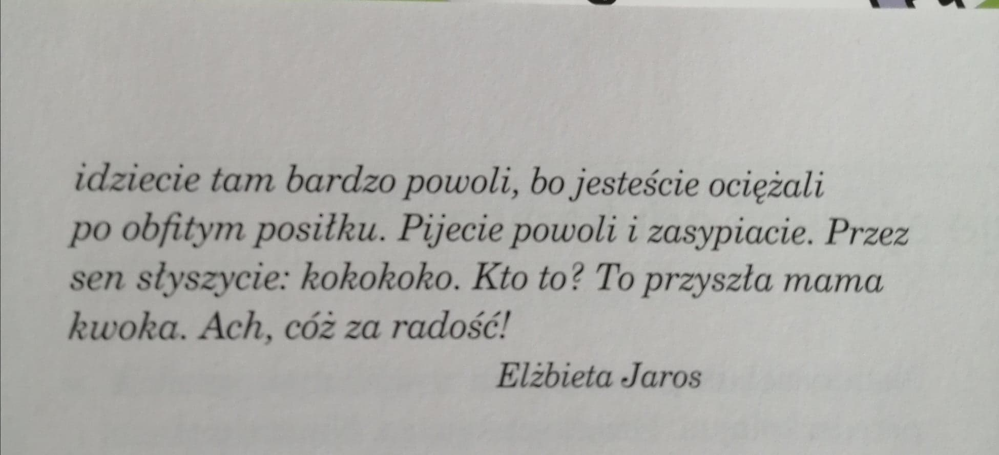 idziecie tam bardzo powoli, bo jesteście ociężali
po obfitym posiłku. Pijecie powoli i zasypiacie. Przez
sen słyszycie: kokokoko. Kto to? To przyszła mama
kwoka. Ach, cóż za radość!
Elżbieta Jaros